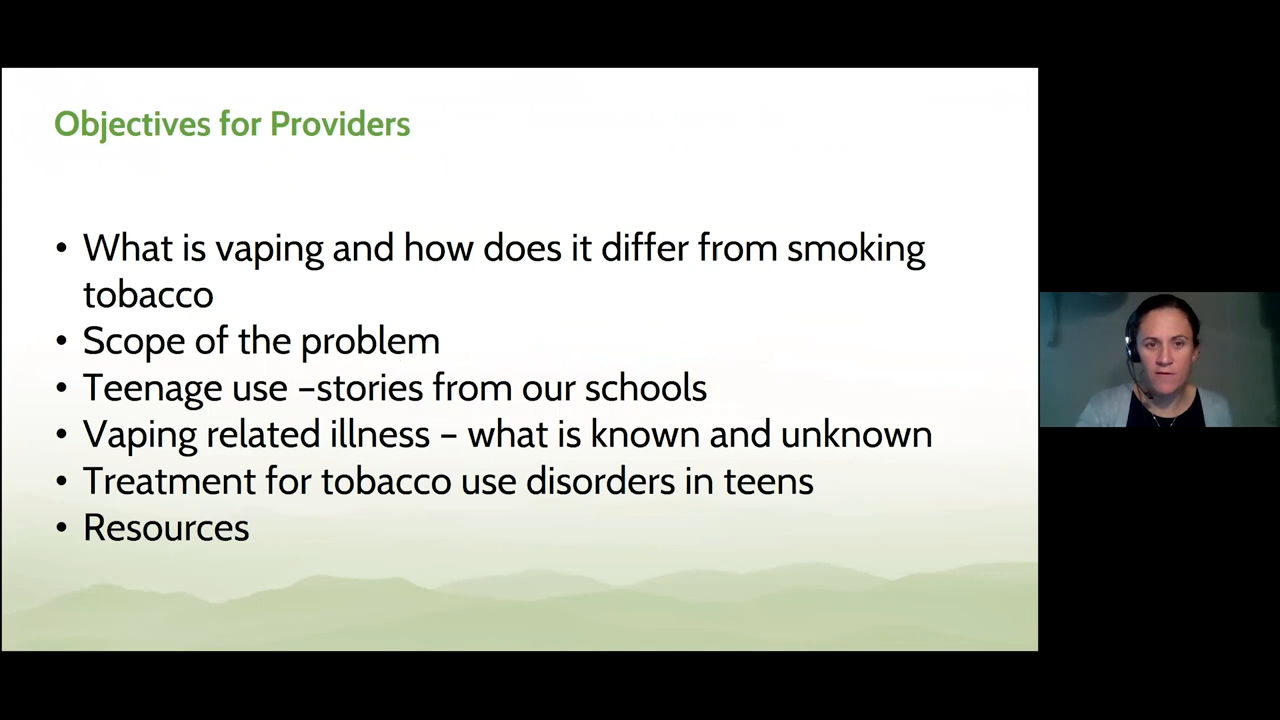 Objectives for Providers
• What is vaping and how does it differ from smoking
tobacco
• Scope of the problem
• Teenage use –stories from our schools
• Vaping related illness – what is known and unknown
• Treatment for tobacco use disorders in teens
• Resources